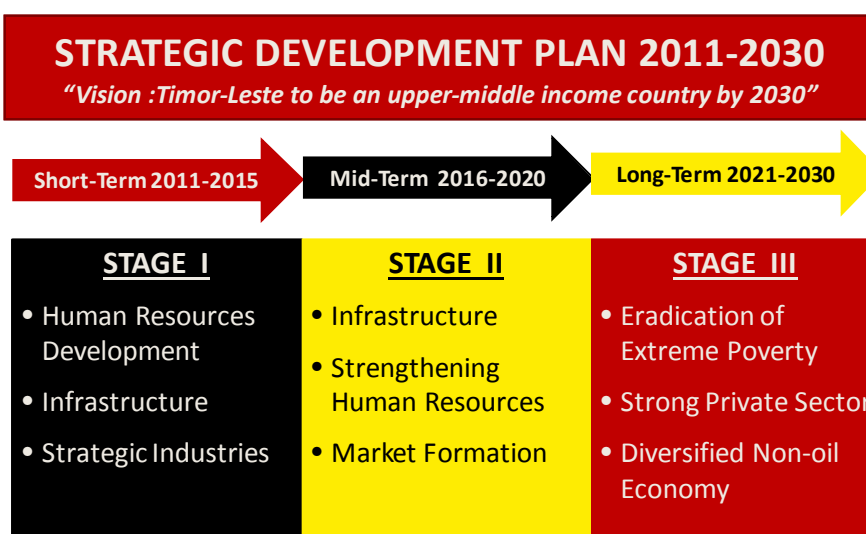 STRATEGIC DEVELOPMENT PLAN 2011-2030
“Vision :Timor-Leste to be an upper-middle income country by 2030”
Short-Term 2011-2015
Mid-Term 2016-2020
Long-Term 2021-2030
STAGE I
• Human Resources
Development
• Infrastructure
• Strategic Industries
STAGE II
• Infrastructure
• Strengthening
Human Resources
• Market Formation
STAGE III
• Eradication of
Extreme Poverty
• Strong Private Sector
• Diversified Non-oil
Economy